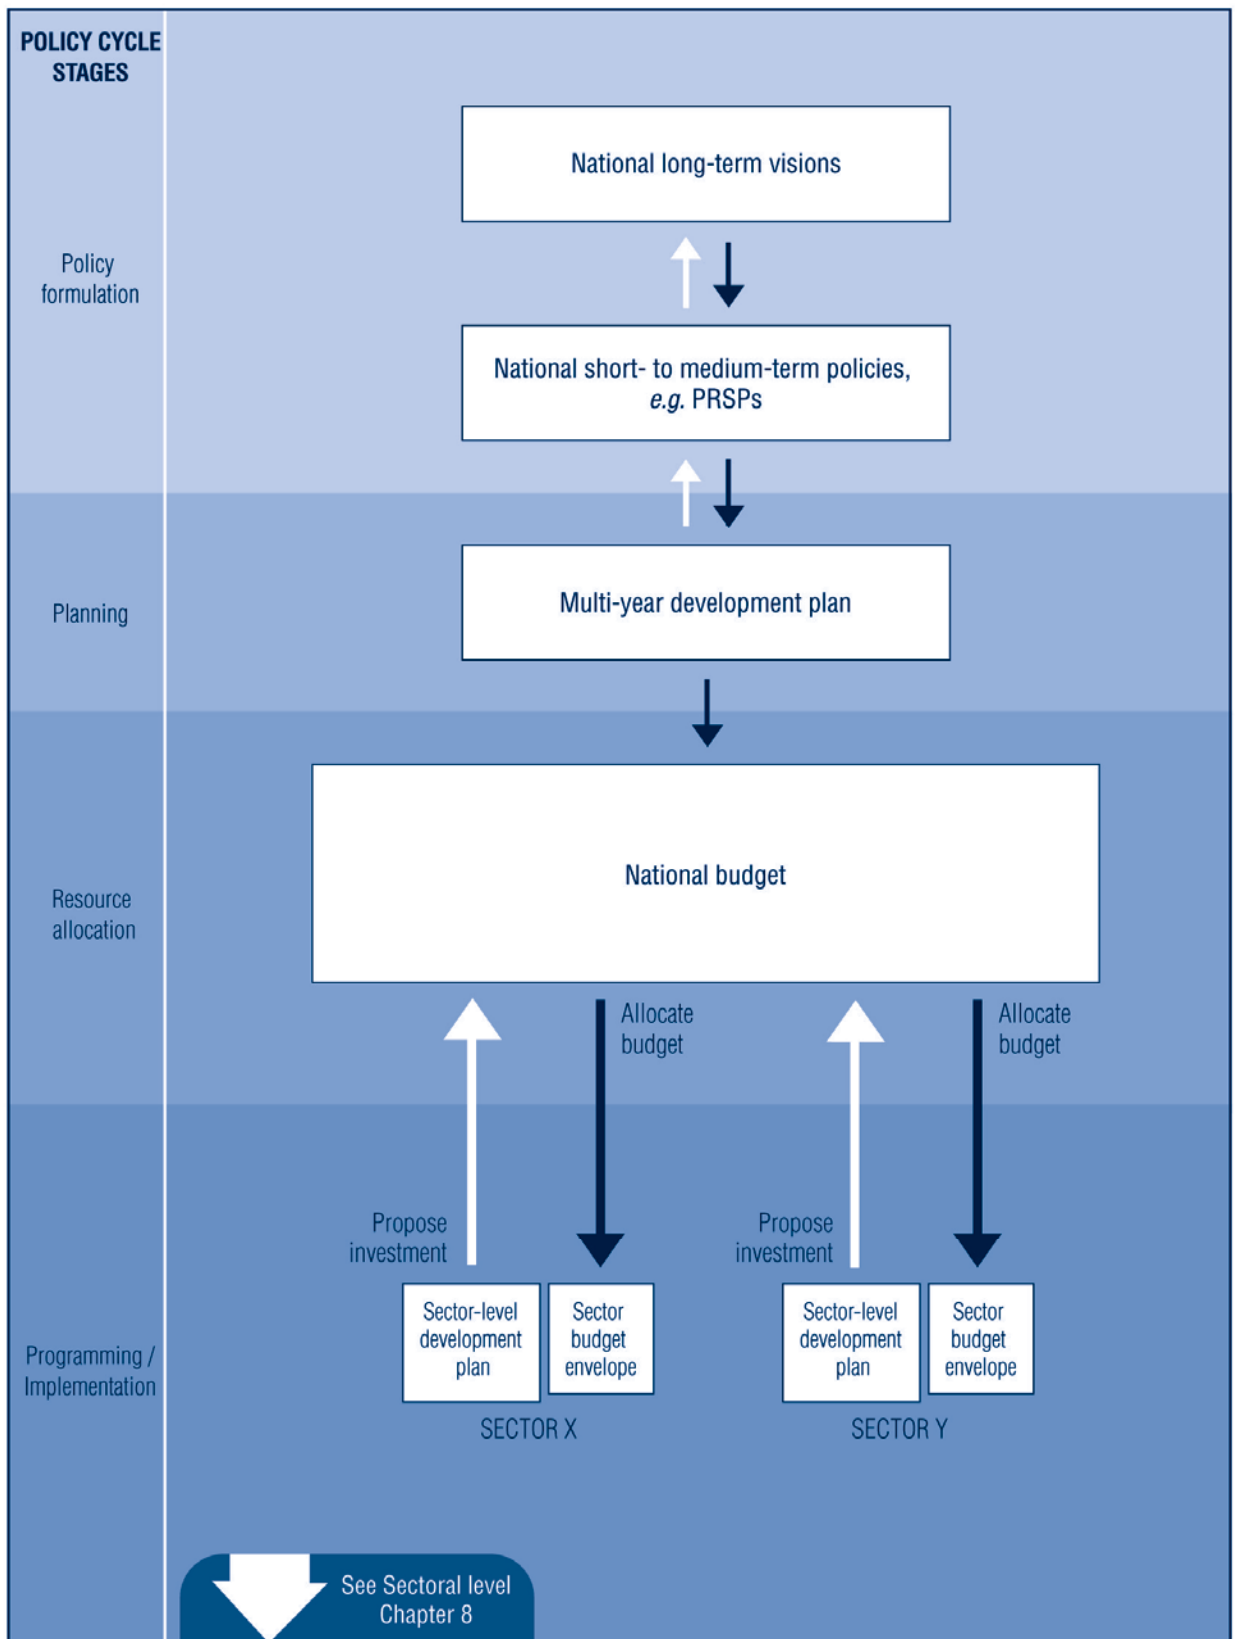 POLICY CYCLE
STAGES
National long-term visions
Policy
formulation
National short- to medium-term policies,
e.g. PRSPs
Multi-year development plan
Planning
National budget
Resource
allocation
Allocate
budget
Allocate
budget
Propose
investment
Propose
investment
Sector-level
development
plan
Sector
budget
envelope
Sector-level
development
plan
Sector
budget
envelope
Programming /
Implementation
SECTOR X
SECTOR Y
See Sectoral level
Chapter 8